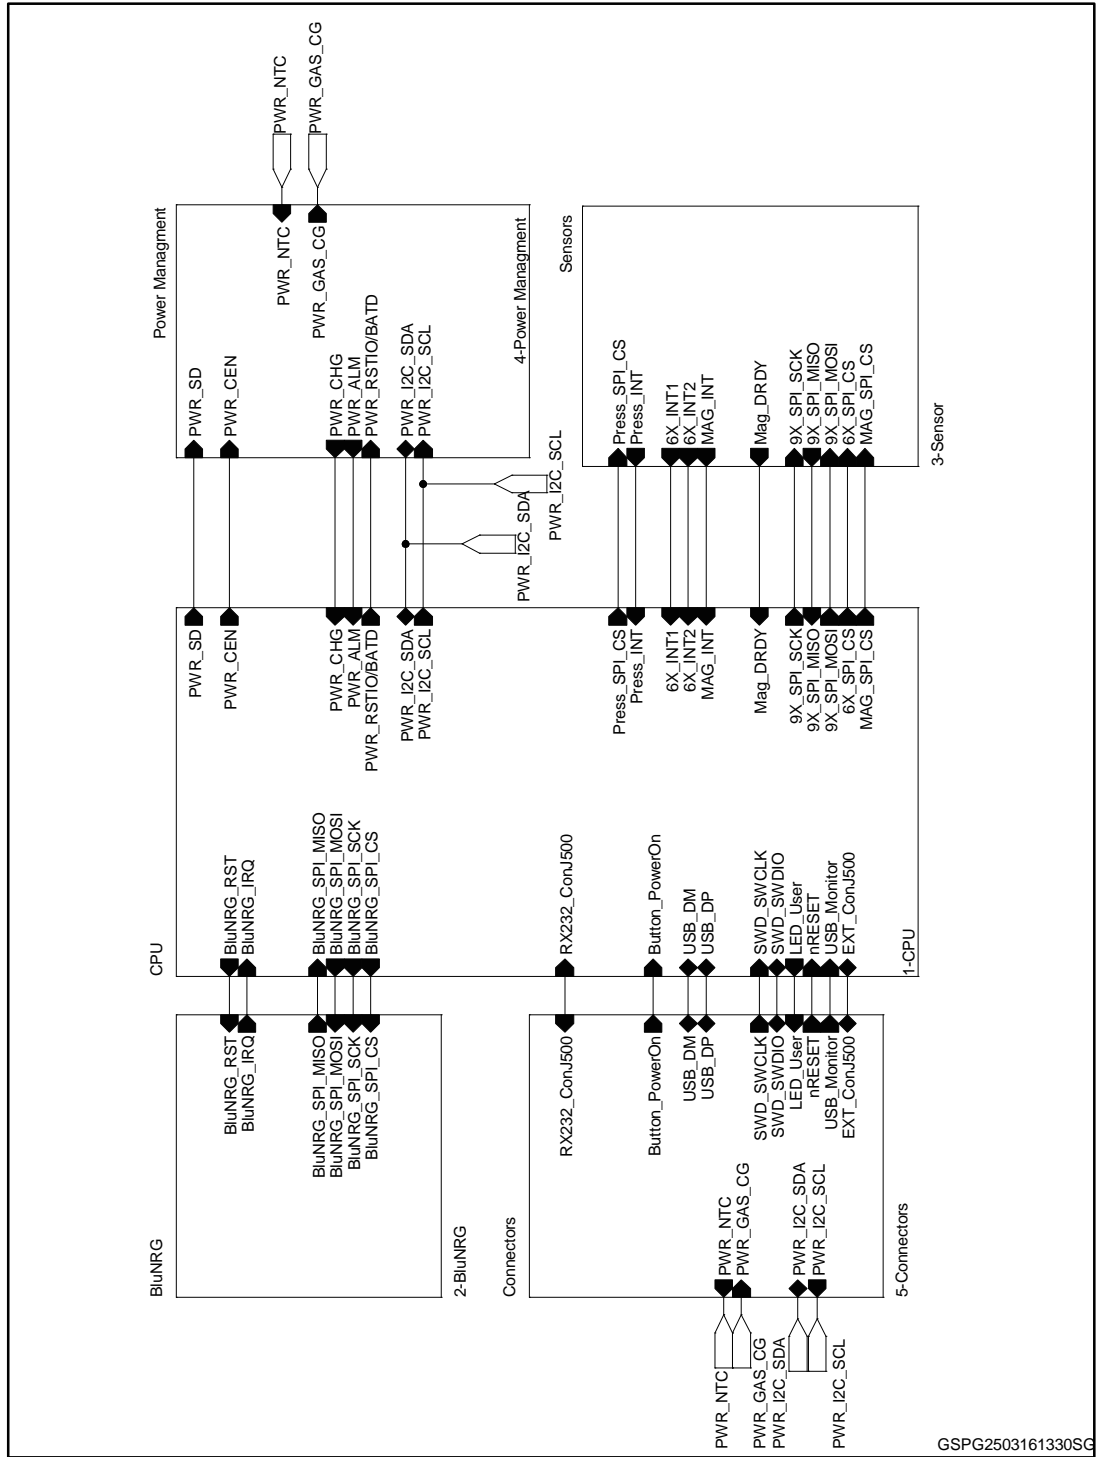 BluNRG
BluNRG_RST
BluNRG_IRQ
BluNRG_SPI_MISO
BluNRG_SPI_MOSI
BluNRG_SPI_SCK
BluNRG_SPI_CS
2-BluNRG
Connectors
PWR_NTC
PWR_GAS_CG
PWR_I2C_SDA
PWR_I2C_SCL
PWR_NTC
PWR_GAS_CG
PWR_I2C_SDA
PWR_I2C_SCL
RX232_ConJ500
Button_PowerOn
USB_DM
USB_DP
SWD_SWCLK
SWD_SWDIO
LED_User
nRESET
USB_Monitor
EXT_ConJ500
5-Connectors
CPU
BluNRG_RST
BluNRG_IRQ
BluNRG_SPI_MISO
BluNRG_SPI_MOSI
BluNRG_SPI_SCK
BluNRG_SPI_CS
RX232_ConJ500
Button_PowerOn
USB_DM
USB_DP
SWD_SWCLK
SWD_SWDIO
LED_User
nRESET
USB_Monitor
EXT_ConJ500
1-CPU
PWR_SD
PWR_CEN
PWR_CHG
PWR_ALM
PWR_RSTIO/BATD
PWR_I2C_SDA
PWR_I2C_SCL
Press_SPI_CS
Press_INT
6X_INT1
6X_INT2
MAG_INT
Mag_DRDY
9X_SPI_SCK
9X_SPI_MISO
9X_SPI_MOSI
6X_SPI_CS
MAG_SPI_CS
PWR_I2C_SDA
PWR_I2C_SCL
Power Managment
PWR_SD
PWR_CEN
PWR_CHG
PWR_ALM
PWR_RSTIO/BATD
PWR_I2C_SDA
PWR_I2C_SCL
PWR_NTC
PWR_GAS_CG
PWR_NTC
PWR_GAS_CG
4-Power Managment
Sensors
Press_SPI_CS
Press_INT
6X_INT1
6X_INT2
MAG_INT
Mag_DRDY
9X_SPI_SCK
9X_SPI_MISO
9X_SPI_MOSI
6X_SPI_CS
MAG_SPI_CS
3-Sensor
GSPG2503161330SG